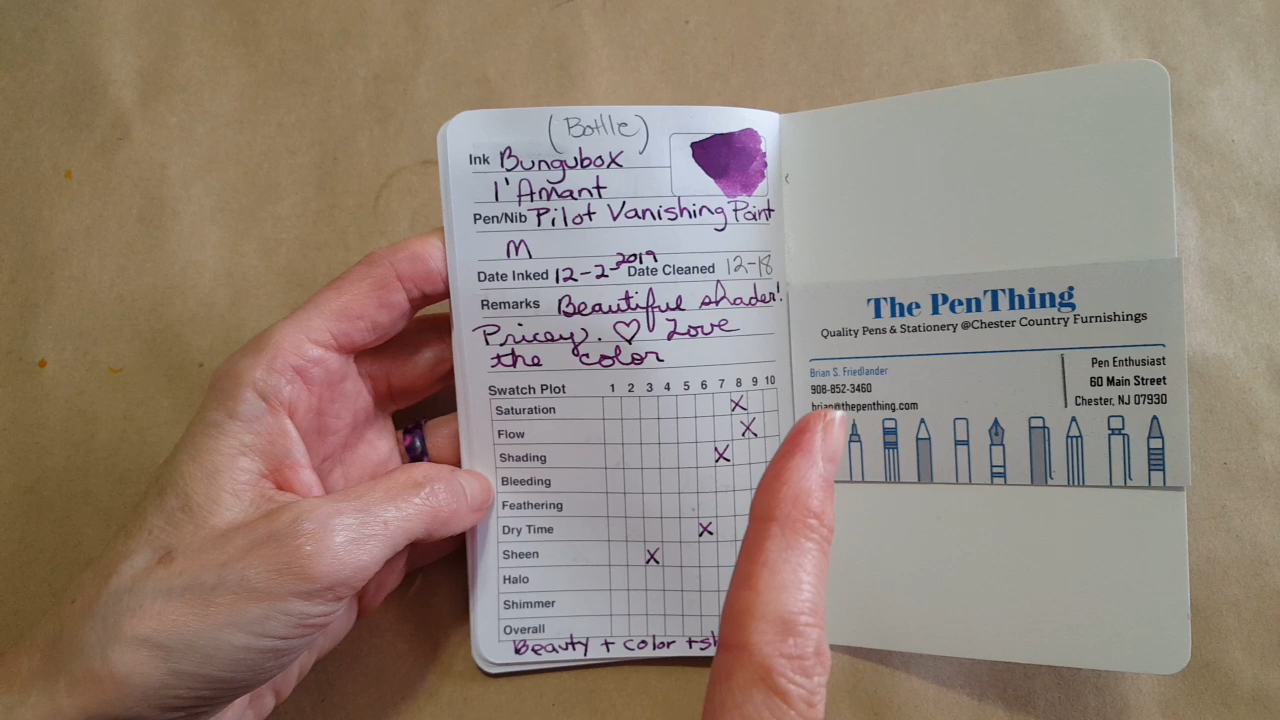 (Bottle)
Ink Bungubox
l'Amant
Pen/Nib Pilot Vanishing Point
M
Date Inked 12-2-2019 Date Cleaned 12-18
Remarks Beautiful shader!
Pricey. ♡ Love
the color
Swatch Plot 1 2 3 4 5 6 7 8 9 10
Saturation X
Flow X
Shading X
Bleeding
Feathering
Dry Time X
Sheen X
Halo
Shimmer
Overall
Beauty + color +
The PenThing
Quality Pens & Stationery @Chester Country Furnishings
Brian S. Friedlander
908-852-3460
brian@thepenthing.com
Pen Enthusiast
60 Main Street
Chester, NJ 07930